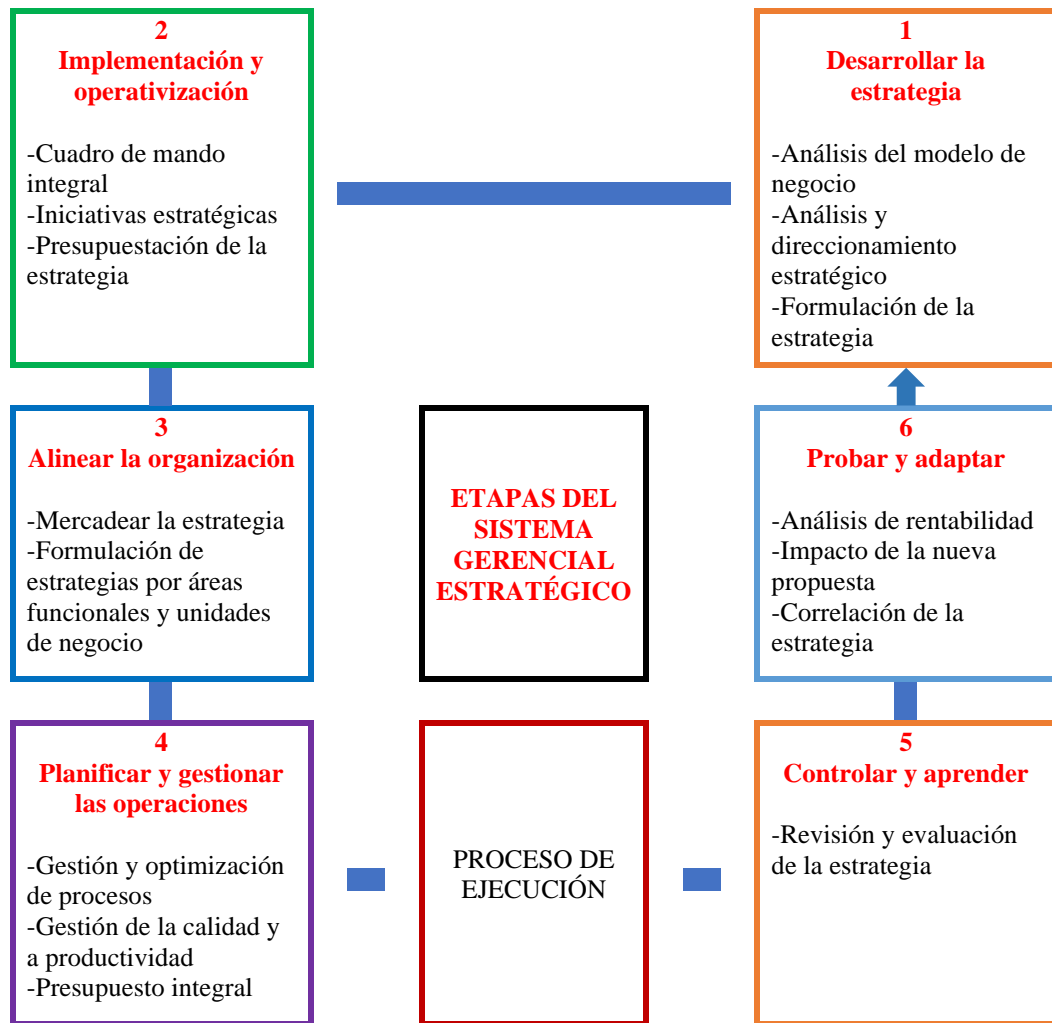 2
Implementación y
operativización
-Cuadro de mando
integral
-Iniciativas estratégicas
-Presupuestación de la
estrategia
1
Desarrollar la
estrategia
-Análisis del modelo de
negocio
-Análisis y
direccionamiento
estratégico
-Formulación de la
estrategia
3
Alinear la organización
-Mercadear la estrategia
-Formulación de
estrategias por áreas
funcionales y unidades
de negocio
ETAPAS DEL
SISTEMA
GERENCIAL
ESTRATÉGICO
6
Probar y adaptar
-Análisis de rentabilidad
-Impacto de la nueva
propuesta
-Correlación de la
estrategia
4
Planificar y gestionar
las operaciones
-Gestión y optimización
de procesos
-Gestión de la calidad y
a productividad
-Presupuesto integral
PROCESO DE
EJECUCIÓN
5
Controlar y aprender
-Revisión y evaluación
de la estrategia